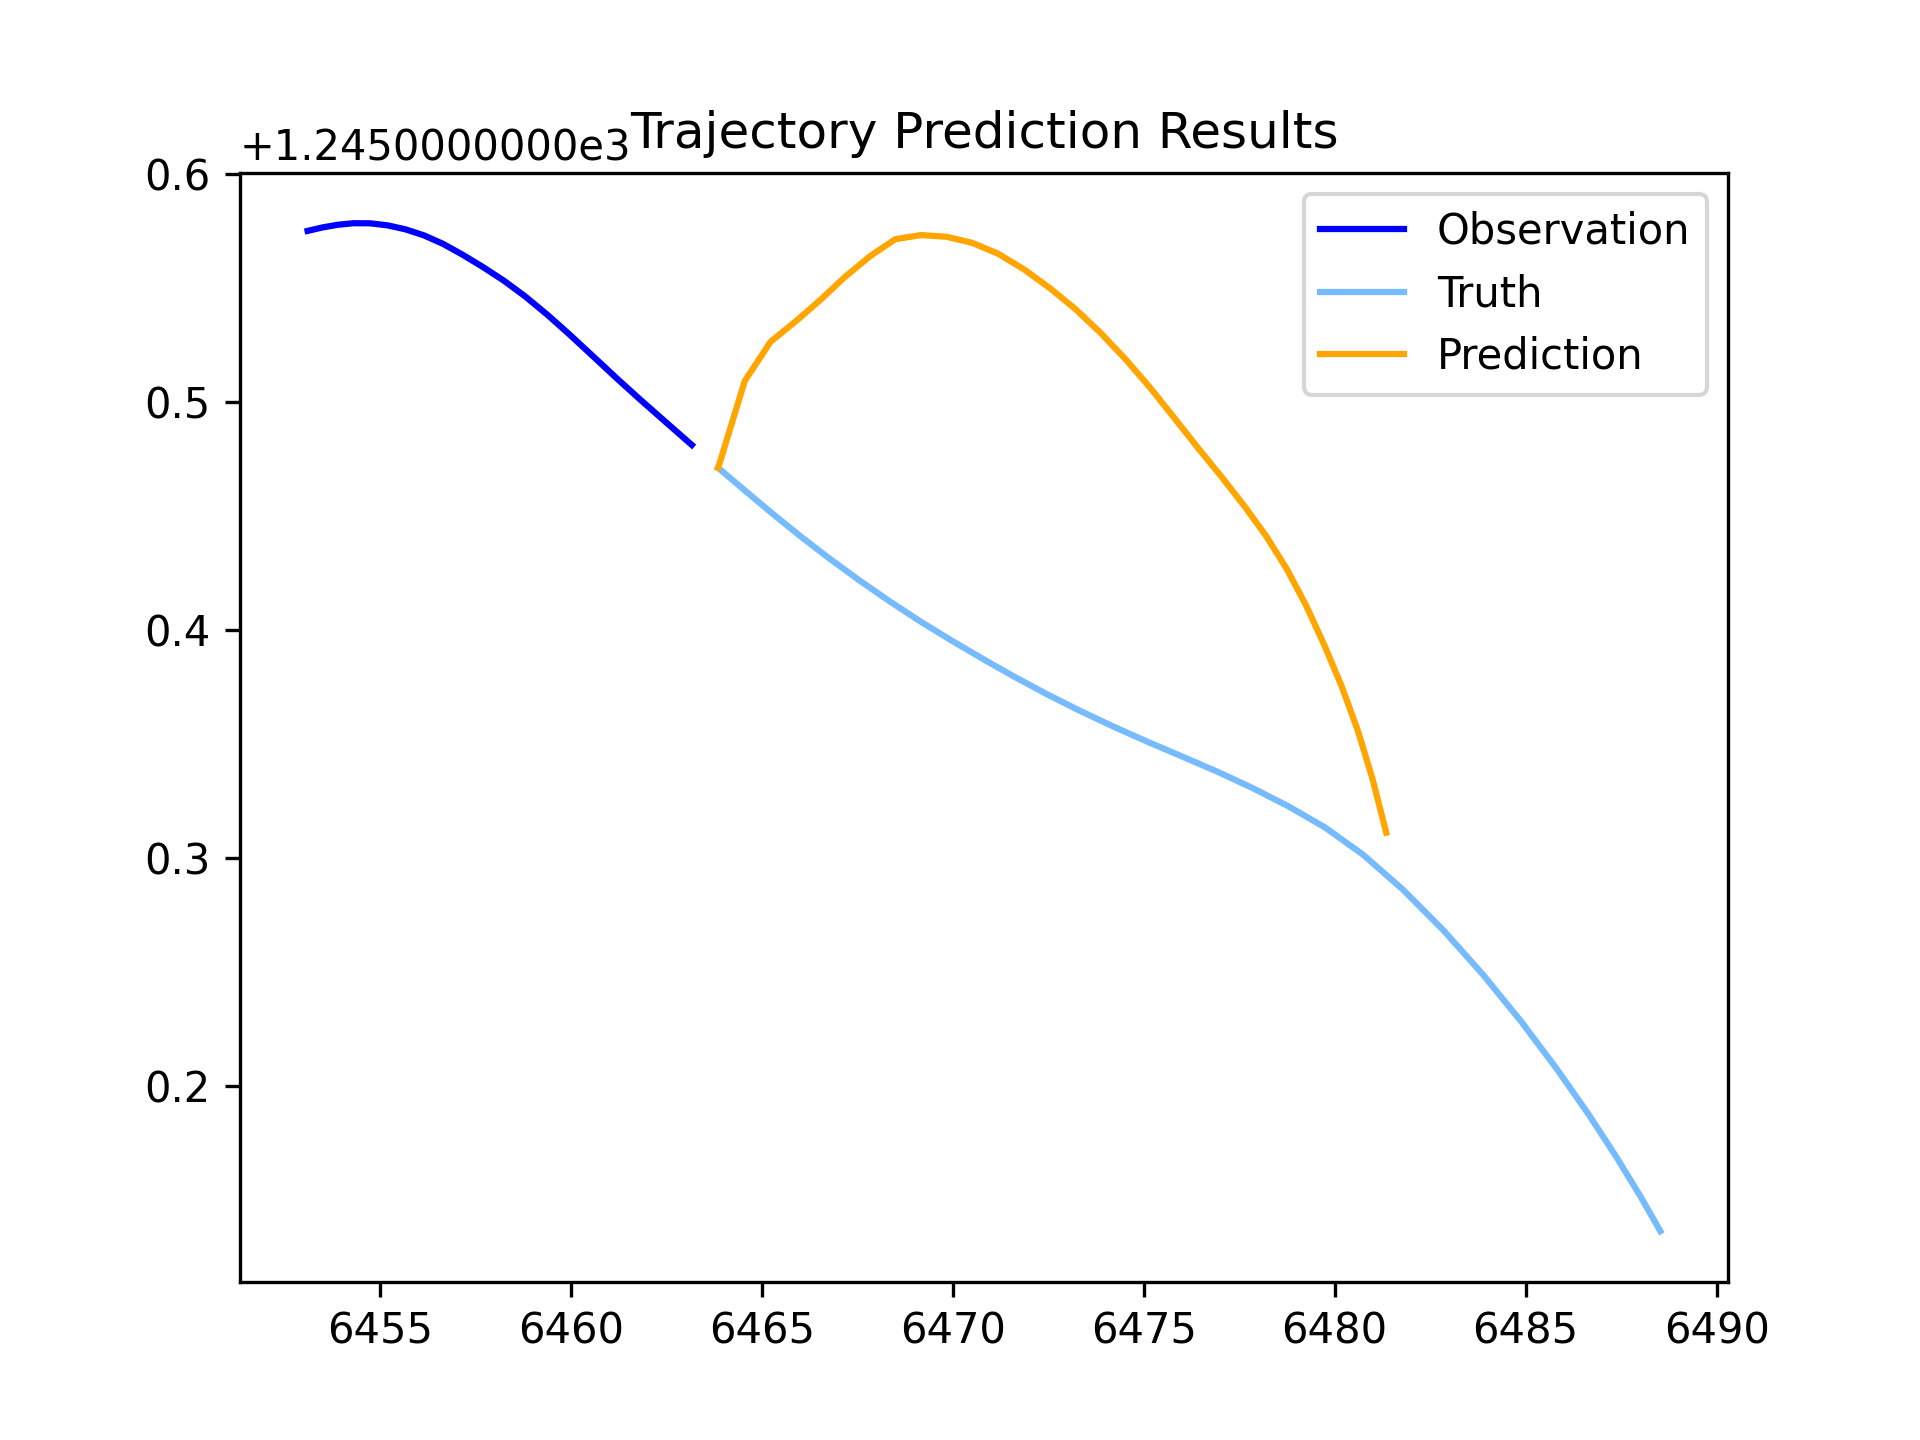 +1.2450000000e3
Trajectory Prediction Results
0.6
0.5
0.4
0.3
0.2
Observation
Truth
Prediction
6455 6460 6465 6470 6475 6480 6485 6490